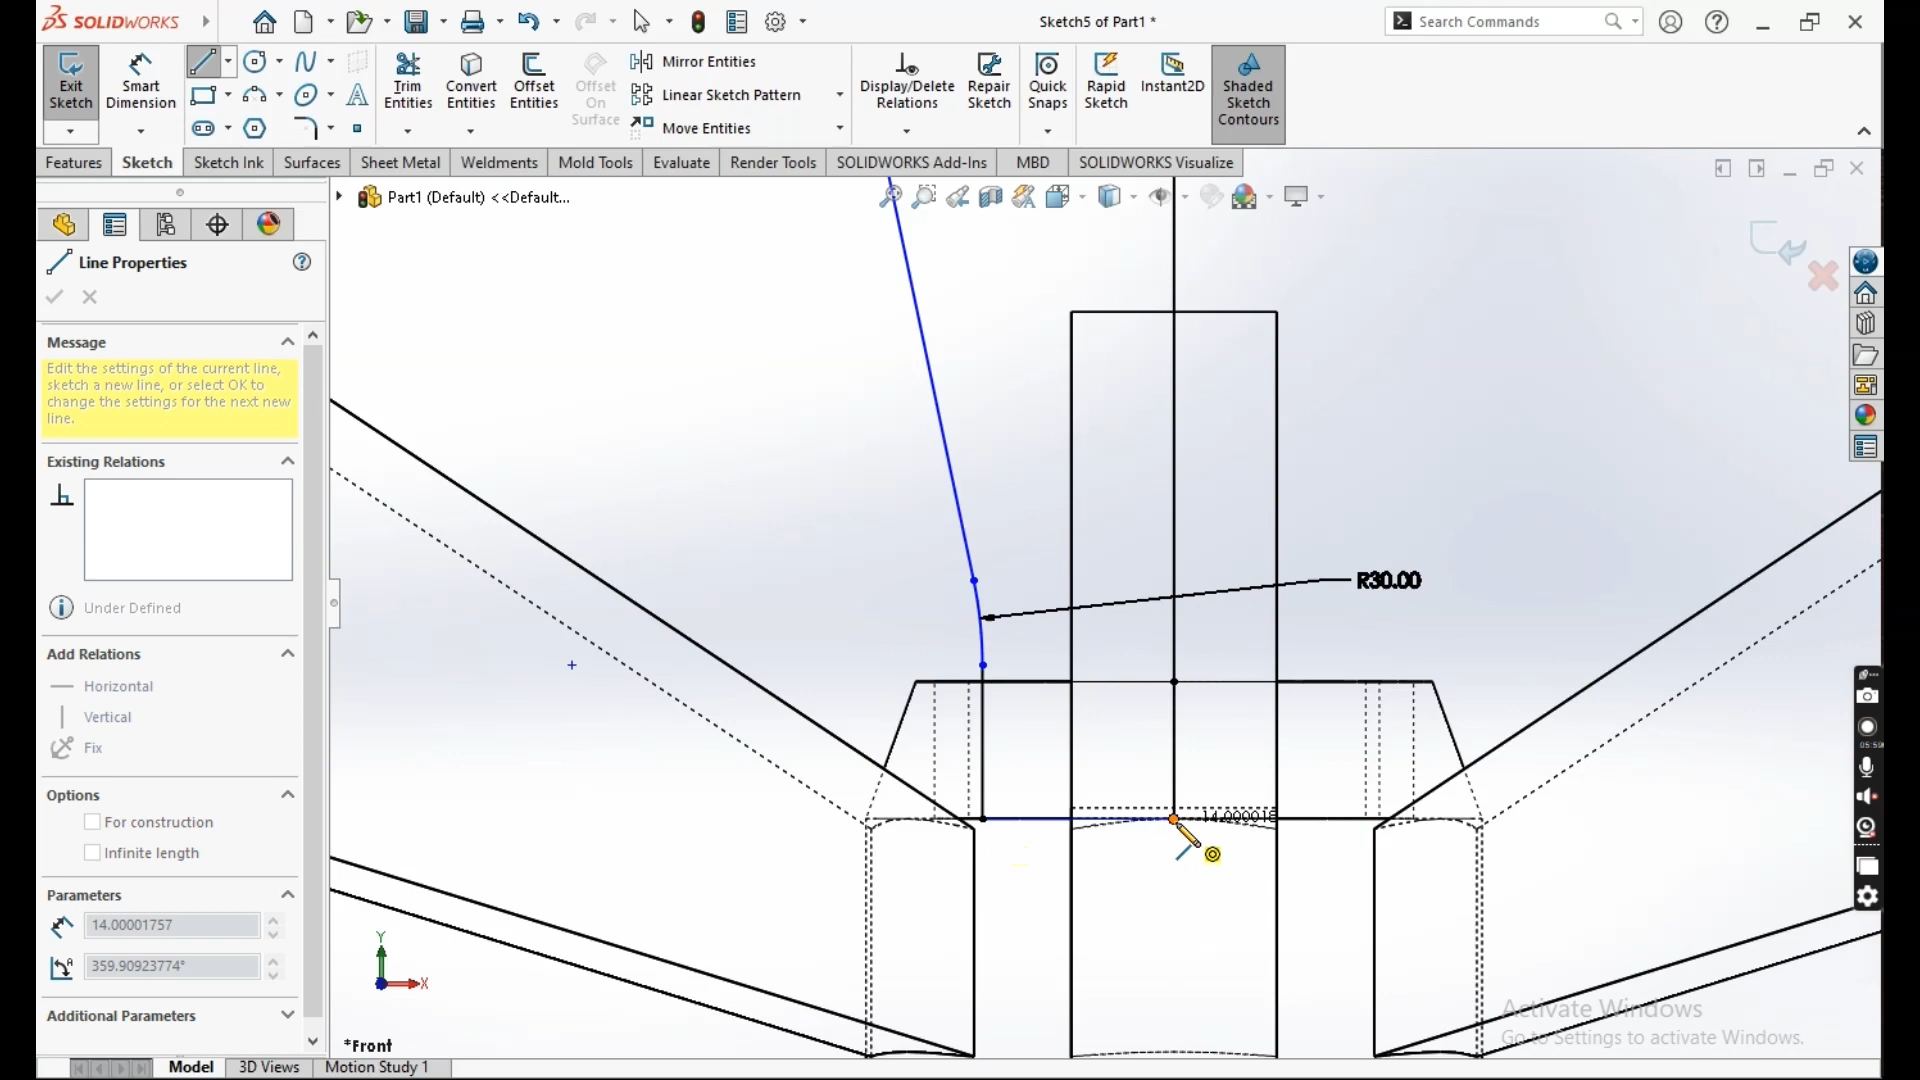 SOLIDWORKS
Sketch5 of Part1 *
Search Commands
Exit Sketch
Smart Dimension
Trim Entities
Convert Entities
Offset Entities
Offset On Surface
Mirror Entities
Linear Sketch Pattern
Move Entities
Display/Delete Relations
Repair Sketch
Quick Snaps
Rapid Sketch
Instant2D
Shaded Sketch Contours
Features
Sketch
Sketch Ink
Surfaces
Sheet Metal
Weldments
Mold Tools
Evaluate
Render Tools
SOLIDWORKS Add-Ins
MBD
SOLIDWORKS Visualize
Part1 (Default) <<Default...
Line Properties
Message
Edit the settings of the current line,
sketch a new line, or select OK to
change the settings for the next new
line.
Existing Relations
Under Defined
Add Relations
Horizontal
Vertical
Fix
Options
For construction
Infinite length
Parameters
14.00001757
359.90923774°
Additional Parameters
R30.00
14.000018
Y
X
*Front
Activate Windows
Go to Settings to activate Windows.
Model
3D Views
Motion Study 1